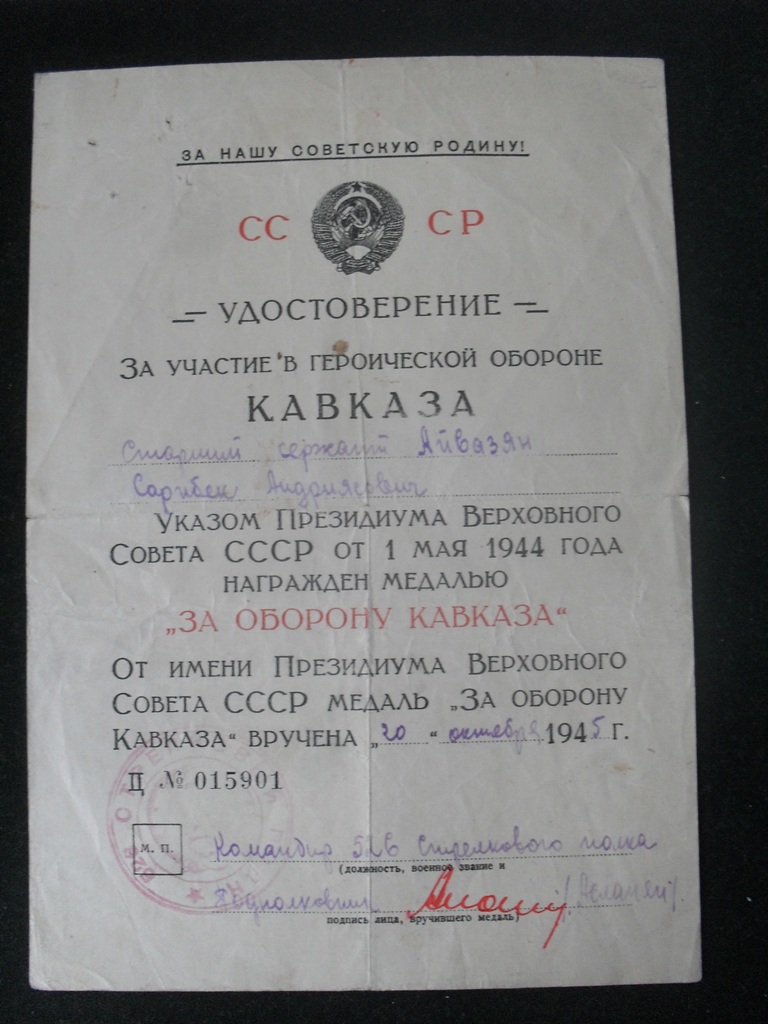 ЗА НАШУ СОВЕТСКУЮ РОДИНУ!
СС СР
УДОСТОВЕРЕНИЕ
ЗА УЧАСТИЕ В ГЕРОИЧЕСКОЙ ОБОРОНЕ
КАВКАЗА
Старший сержант Айвазян
Сарибек Андриясович
УКАЗОМ ПРЕЗИДИУМА ВЕРХОВНОГО
СОВЕТА СССР ОТ 1 МАЯ 1944 ГОДА
НАГРАЖДЕН МЕДАЛЬЮ
„ЗА ОБОРОНУ КАВКАЗА“
ОТ ИМЕНИ ПРЕЗИДИУМА ВЕРХОВНОГО
СОВЕТА СССР МЕДАЛЬ „ЗА ОБОРОНУ
КАВКАЗА“ ВРУЧЕНА „20“ октября 1945 г.
Ц № 015901
М. П.
Командир 526 Стрелкового полка
(должность, военное звание и
Подполковник
подпись лица, вручившего медаль)